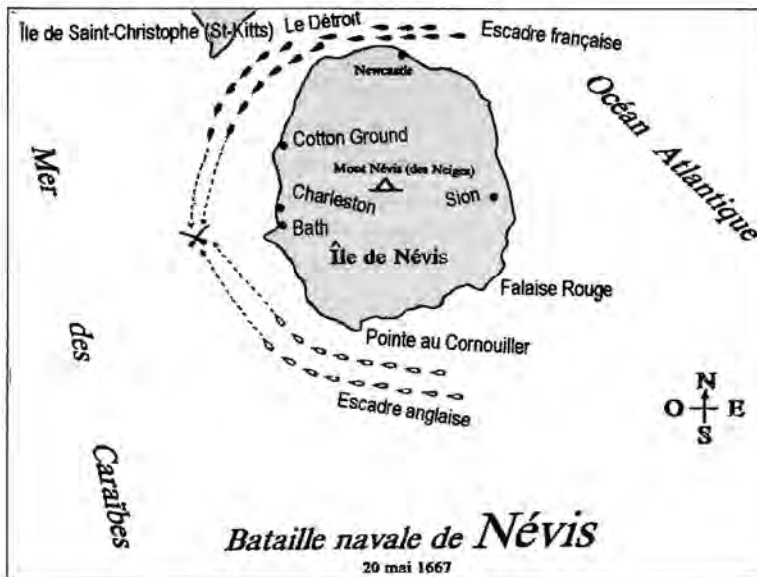 Île de Saint-Christophe (St-Kitts)
Le Détroit
Escadre française
Newcastle
Océan Atlantique
Mer des Caraïbes
Cotton Ground
Mont Névis (des Neiges)
Charleston
Sion
Bath
Île de Névis
Falaise Rouge
Pointe au Cornouiller
Escadre anglaise
N
O E
S
Bataille navale de Névis
20 mai 1667